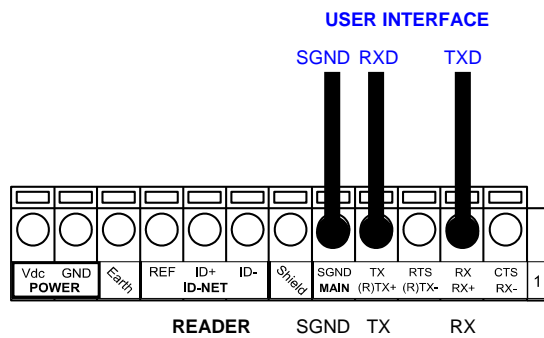 USER INTERFACE
SGND RXD TXD
Vdc GND Earth REF ID+ ID- Shield SGND TX RTS RX CTS
POWER ID-NET MAIN (R)TX+ (R)TX- RX+ RX- 1
READER SGND TX RX